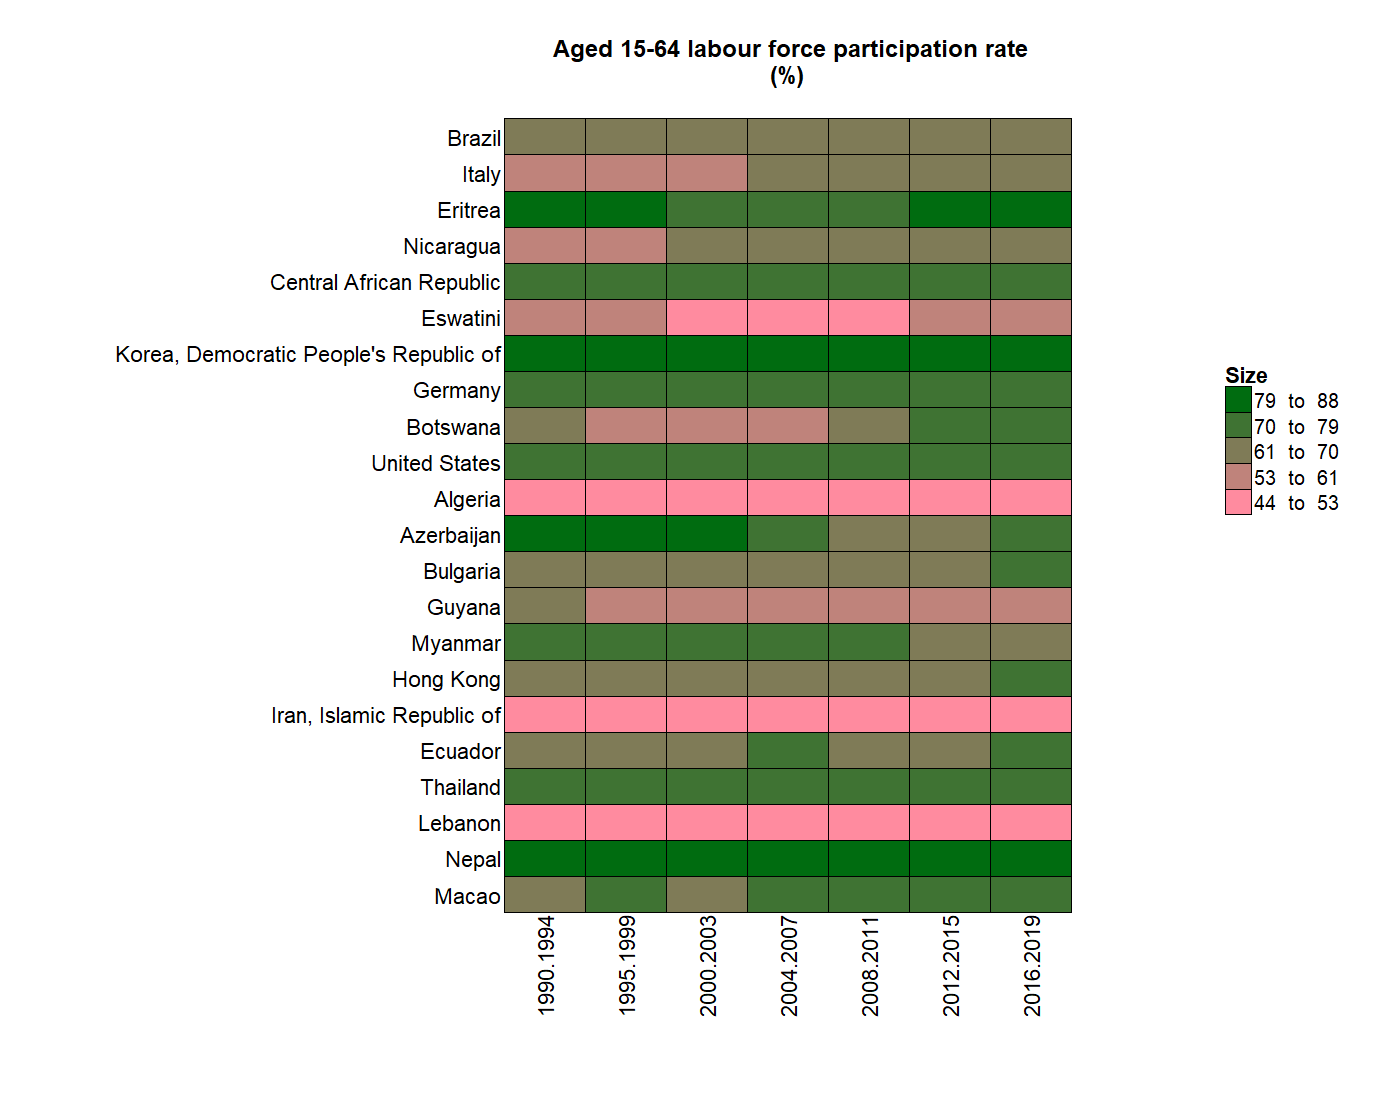 Aged 15-64 labour force participation rate
(%)
Brazil
Italy
Eritrea
Nicaragua
Central African Republic
Eswatini
Korea, Democratic People's Republic of
Germany
Botswana
United States
Algeria
Azerbaijan
Bulgaria
Guyana
Myanmar
Hong Kong
Iran, Islamic Republic of
Ecuador
Thailand
Lebanon
Nepal
Macao
1990.1994
1995.1999
2000.2003
2004.2007
2008.2011
2012.2015
2016.2019
Size
79 to 88
70 to 79
61 to 70
53 to 61
44 to 53